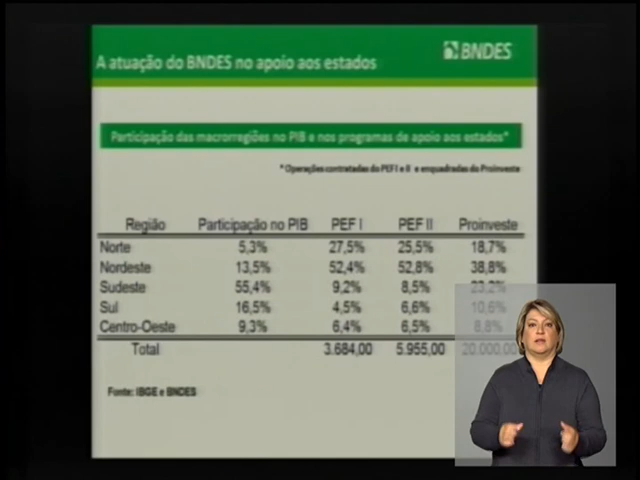 A atuação do BNDES no apoio aos estados
BNDES
Participação das macrorregiões no PIB e nos programas de apoio aos estados*
* Operações contratadas do PEF I e II e enquadradas do Proinveste
Região Participação no PIB PEF I PEF II Proinveste
Norte 5,3% 27,5% 25,5% 18,7%
Nordeste 13,5% 52,4% 52,8% 38,8%
Sudeste 55,4% 9,2% 8,5% 23,2%
Sul 16,5% 4,5% 6,6% 10,6%
Centro-Oeste 9,3% 6,4% 6,5% 8,8%
Total 3.684,00 5.955,00 20.000,00
Fonte: IBGE e BNDES